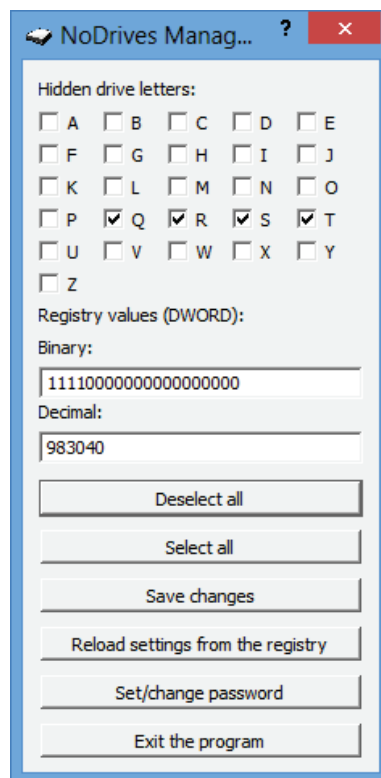 NoDrives Manag... ?
Hidden drive letters:
A B C D E
F G H I J
K L M N O
P Q R S T
U V W X Y
Z
Registry values (DWORD):
Binary:
11110000000000000000
Decimal:
983040
Deselect all
Select all
Save changes
Reload settings from the registry
Set/change password
Exit the program